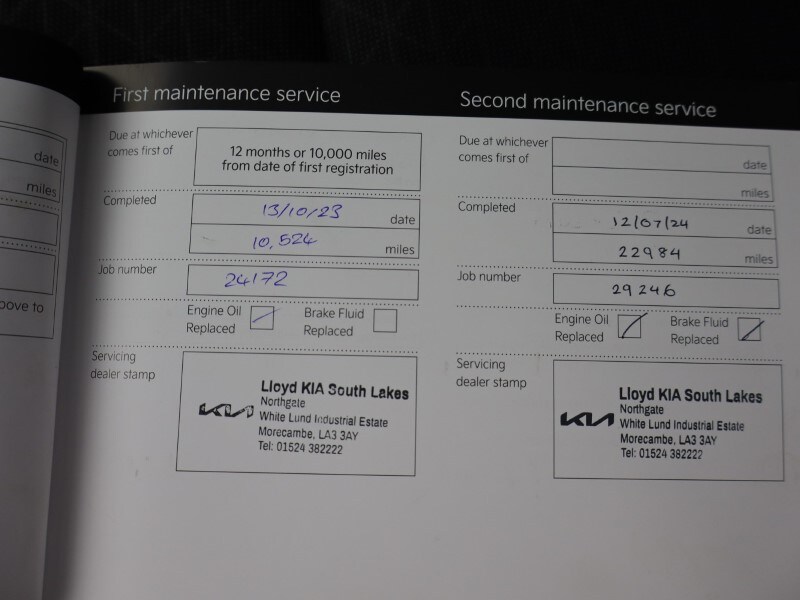 date
miles
bove to
First maintenance service
Due at whichever
comes first of
12 months or 10,000 miles
from date of first registration
Completed
13/10/23 date
10,524 miles
Job number
24172
Engine Oil
Replaced
Brake Fluid
Replaced
Servicing
dealer stamp
KIA
Lloyd KIA South Lakes
Northgate
White Lund Industrial Estate
Morecambe, LA3 3AY
Tel: 01524 382222
Second maintenance service
Due at whichever
comes first of
date
miles
Completed
12/07/24 date
22984 miles
Job number
29246
Engine Oil
Replaced
Brake Fluid
Replaced
Servicing
dealer stamp
KIA
Lloyd KIA South Lakes
Northgate
White Lund Industrial Estate
Morecambe, LA3 3AY
Tel: 01524 382222